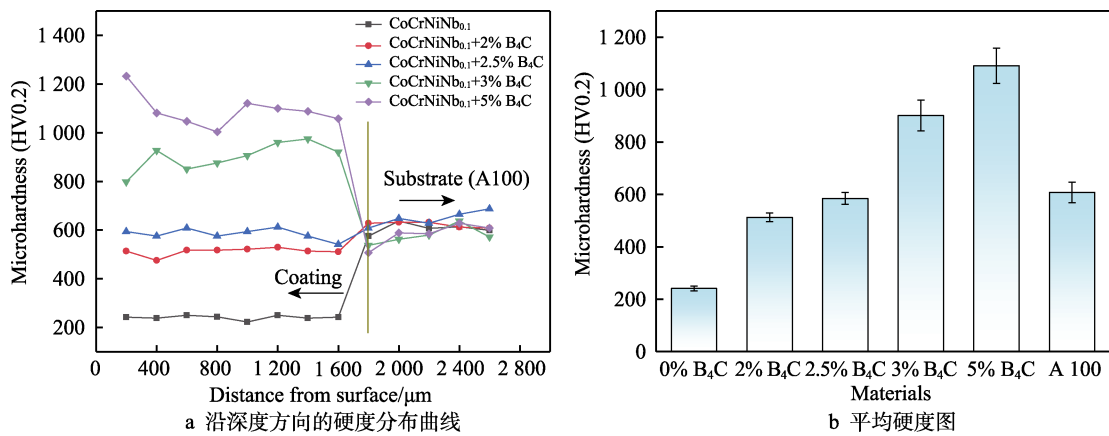 1 400
1 200
1 000
800
600
400
200
Microhardness (HV0.2)
CoCrNiNb₀.₁
CoCrNiNb₀.₁+2% B₄C
CoCrNiNb₀.₁+2.5% B₄C
CoCrNiNb₀.₁+3% B₄C
CoCrNiNb₀.₁+5% B₄C
Substrate (A100)
Coating
0 400 800 1 200 1 600 2 000 2 400 2 800
Distance from surface/μm
a 沿深度方向的硬度分布曲线
1 200
1 000
800
600
400
200
0
Microhardness (HV0.2)
0% B₄C 2% B₄C 2.5% B₄C 3% B₄C 5% B₄C A 100
Materials
b 平均硬度图